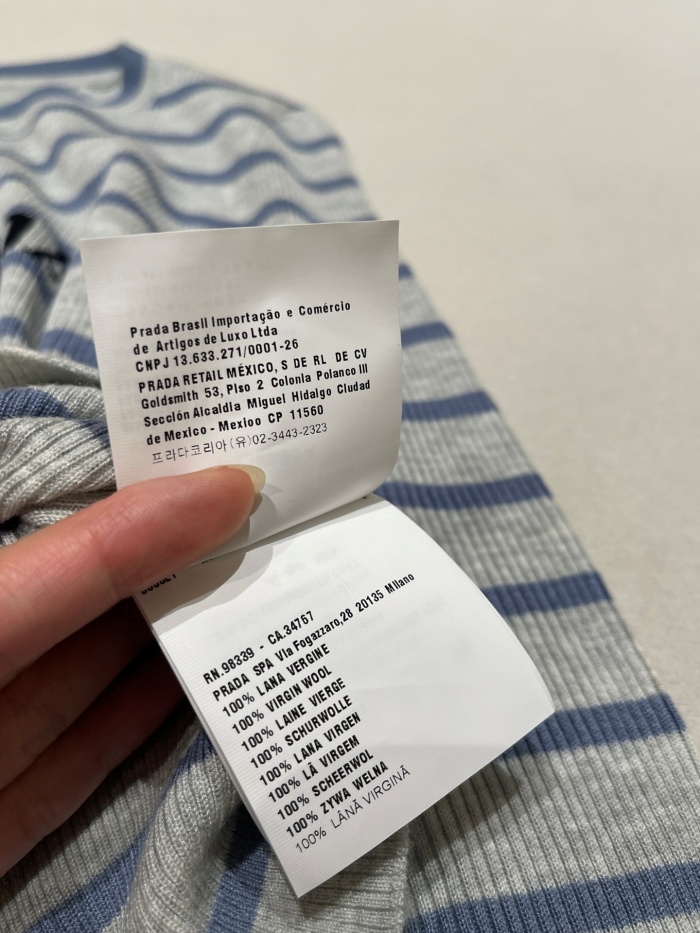 Prada Brasil Importação e Comércio
de Artigos de Luxo Ltda
CNPJ 13.633.271/0001-26
PRADA RETAIL MÉXICO, S DE RL DE CV
Goldsmith 53, Piso 2 Colonia Polanco III
Sección Alcaldia Miguel Hidalgo Ciudad
de Mexico - Mexico CP 11560
프라다코리아(유)02-3443-2323
RN.98339 - CA.34767
PRADA SPA Via Fogazzaro,28 20135 Milano
100% LANA VERGINE
100% VIRGIN WOOL
100% LAINE VIERGE
100% SCHURWOLLE
100% LANA VIRGEN
100% LÃ VIRGEM
100% SCHEERWOL
100% ZYWA WELNA
100% LÂNĂ VIRGINĂ